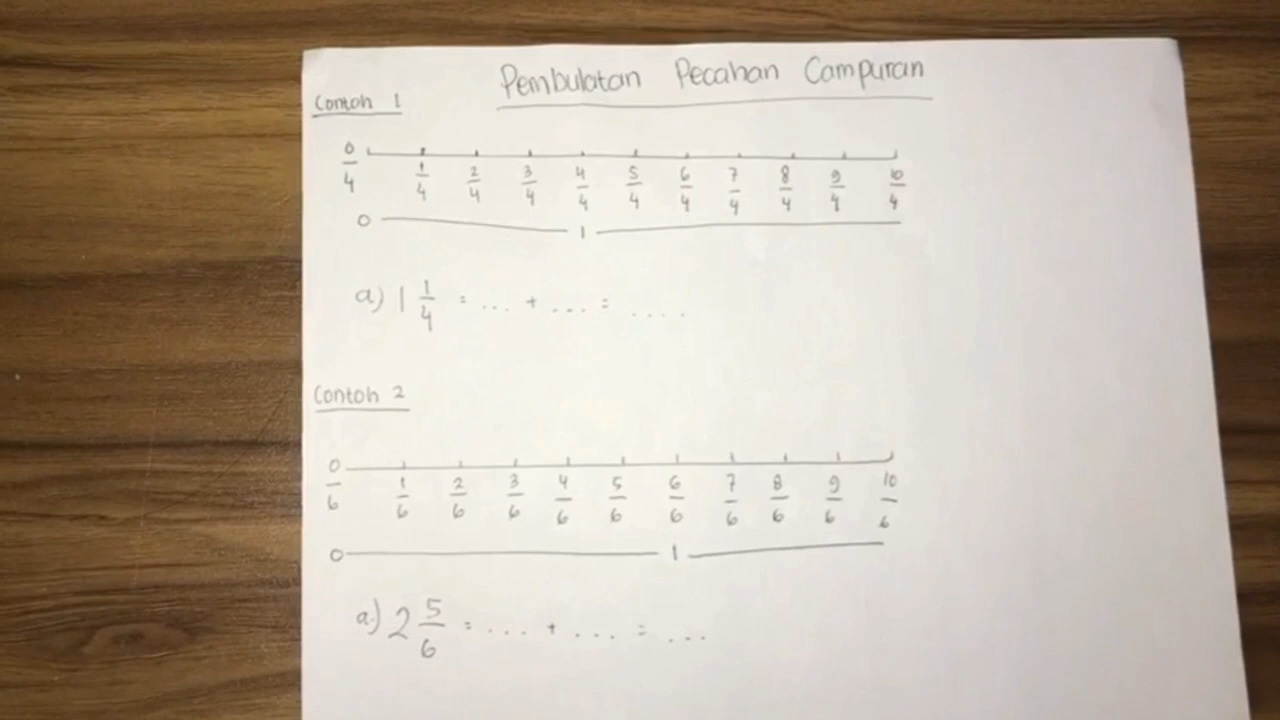 Pembulatan Pecahan Campuran
Contoh 1
0/4 1/4 2/4 3/4 4/4 5/4 6/4 7/4 8/4 9/4 10/4
0 1
a) 1 1/4 = ... + ... = ....
Contoh 2
0/6 1/6 2/6 3/6 4/6 5/6 6/6 7/6 8/6 9/6 10/6
0 1
a.) 2 5/6 = .... + ... = ...